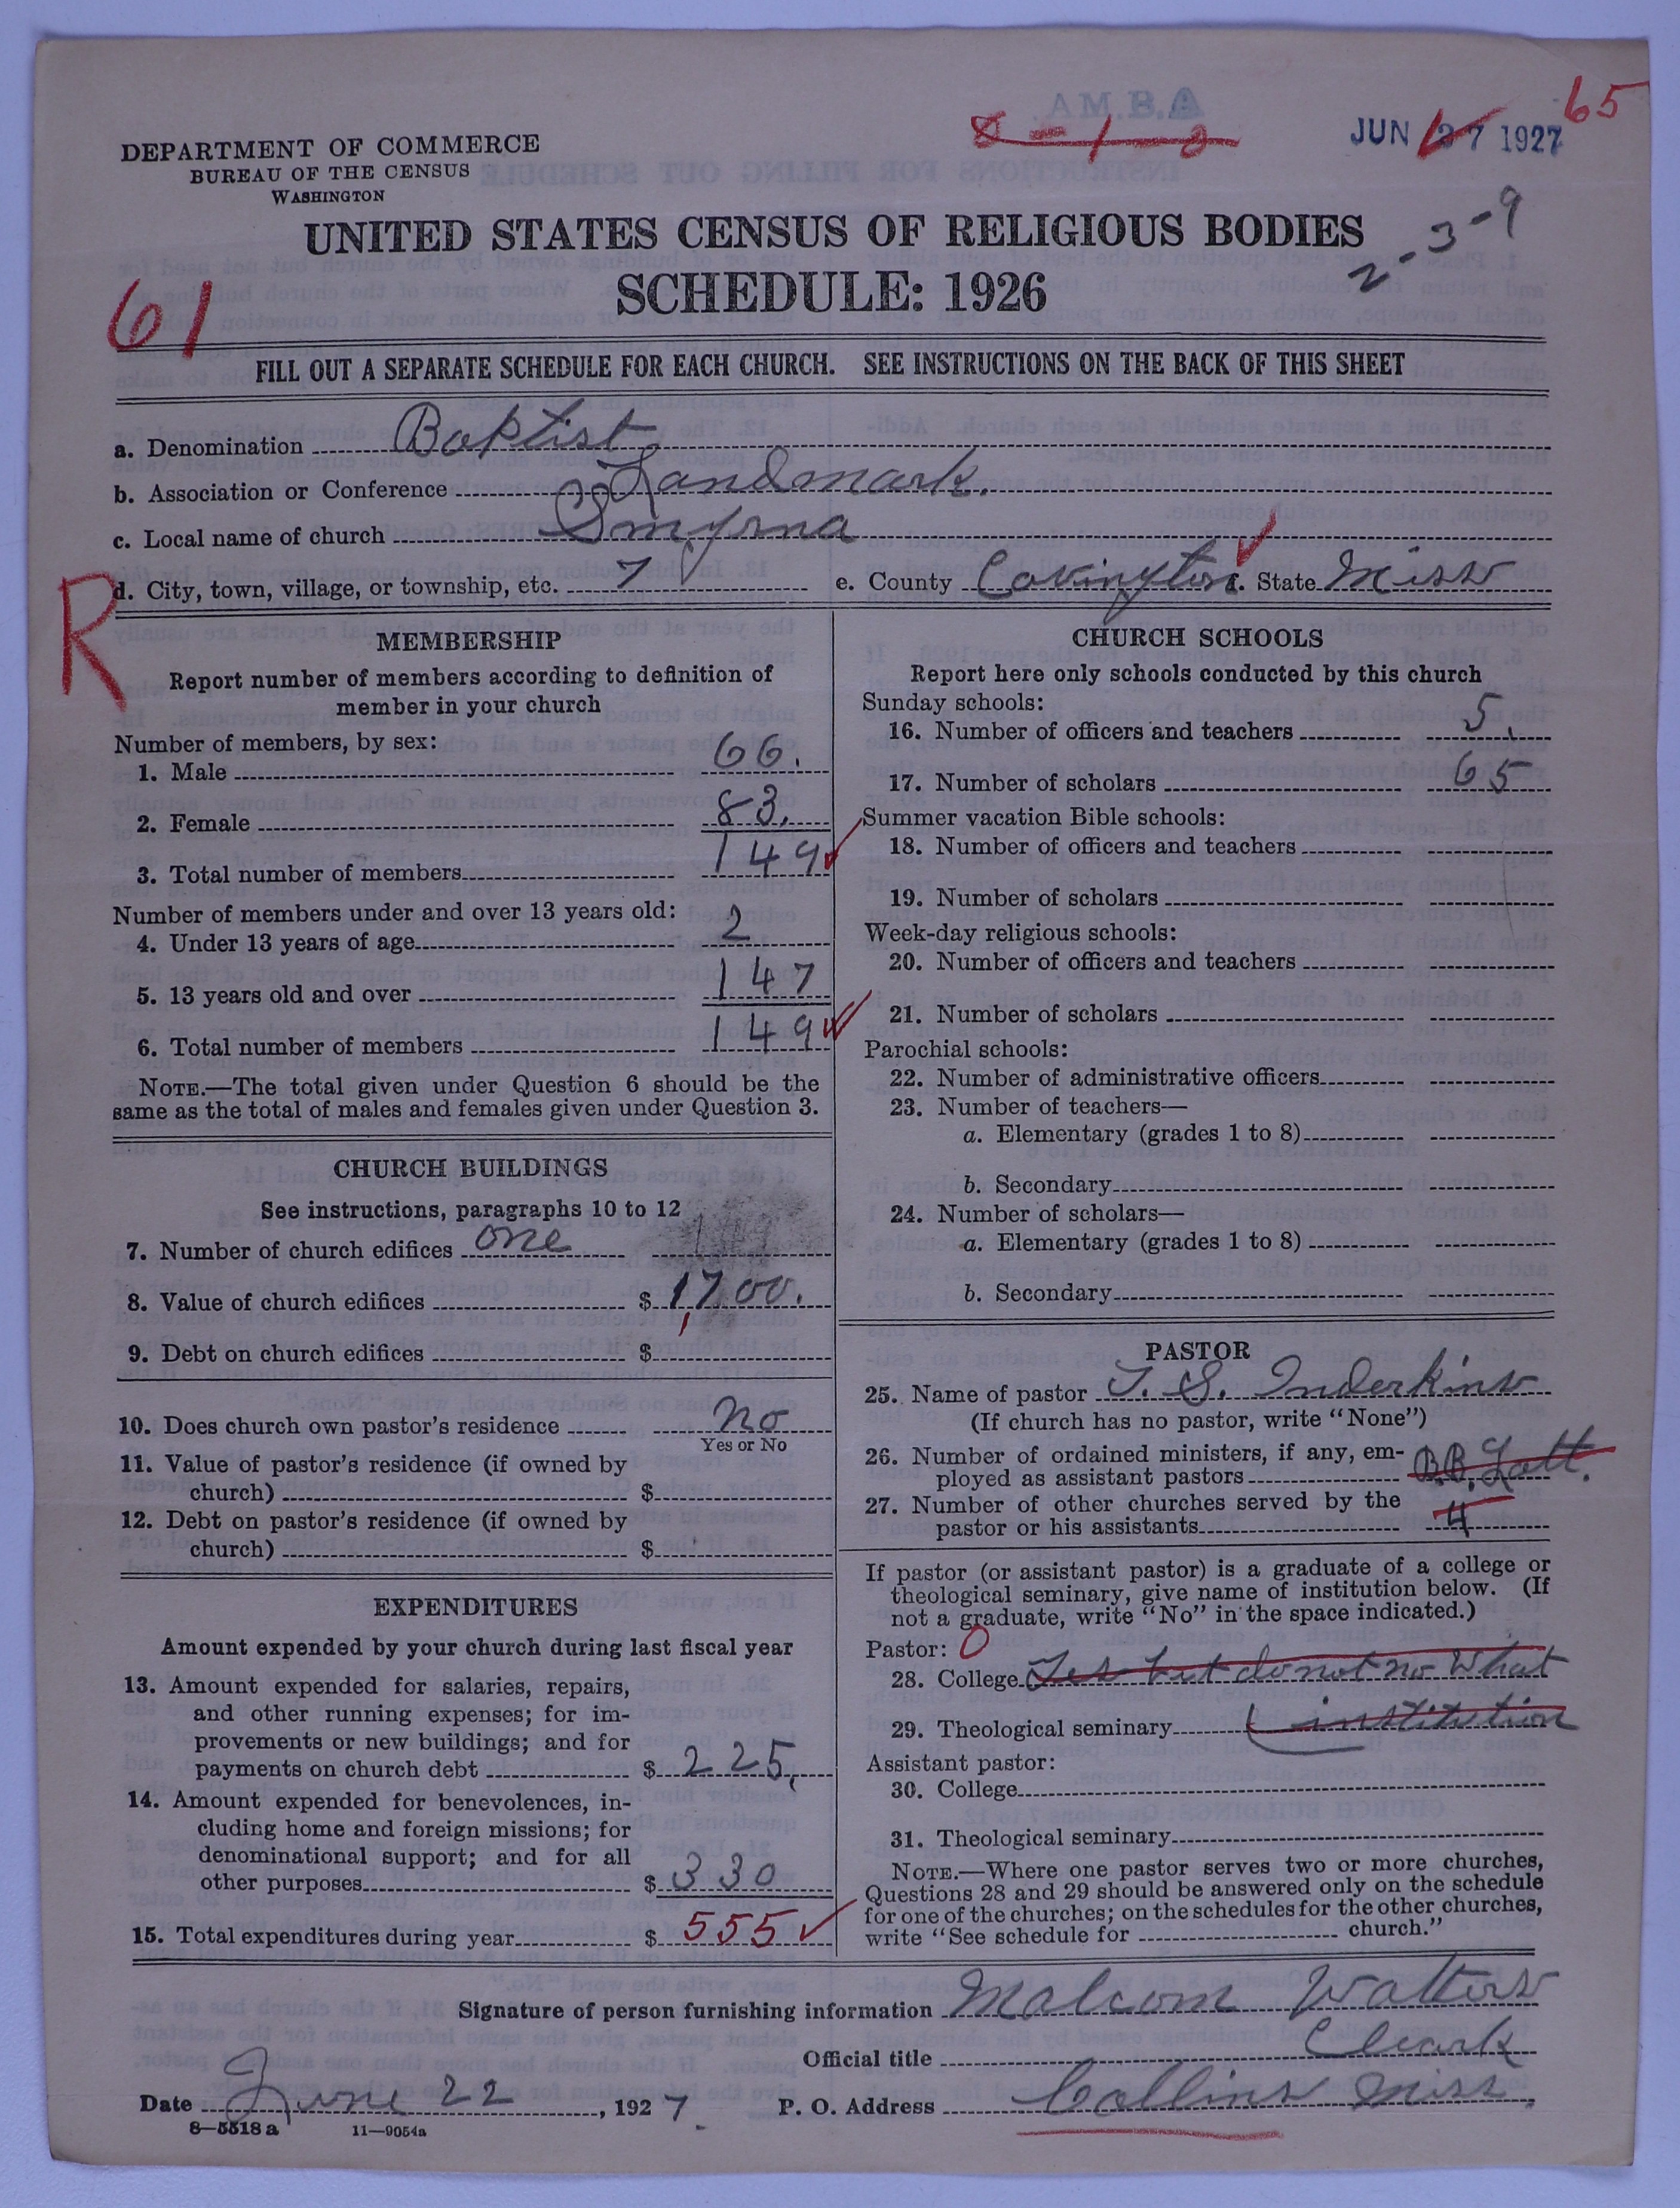 A.B.M.A.
65
8-1-0
JUN 27 1927
DEPARTMENT OF COMMERCE
BUREAU OF THE CENSUS
WASHINGTON
UNITED STATES CENSUS OF RELIGIOUS BODIES
2-3-9
SCHEDULE: 1926
61
FILL OUT A SEPARATE SCHEDULE FOR EACH CHURCH. SEE INSTRUCTIONS ON THE BACK OF THIS SHEET
a. Denomination Baptist
b. Association or Conference Landmark.
c. Local name of church Smyrna
R
d. City, town, village, or township, etc. 7 e. County Covington f. State Miss
MEMBERSHIP
Report number of members according to definition of
member in your church
Number of members, by sex:
1. Male 66.
2. Female 83.
3. Total number of members 149
Number of members under and over 13 years old:
4. Under 13 years of age 2
5. 13 years old and over 147
6. Total number of members 149
NOTE.—The total given under Question 6 should be the
same as the total of males and females given under Question 3.
CHURCH BUILDINGS
See instructions, paragraphs 10 to 12
7. Number of church edifices one
8. Value of church edifices $ 1700.
9. Debt on church edifices $
10. Does church own pastor's residence No
Yes or No
11. Value of pastor's residence (if owned by
church) $
12. Debt on pastor's residence (if owned by
church) $
EXPENDITURES
Amount expended by your church during last fiscal year
13. Amount expended for salaries, repairs,
and other running expenses; for im-
provements or new buildings; and for
payments on church debt $ 225.
14. Amount expended for benevolences, in-
cluding home and foreign missions; for
denominational support; and for all
other purposes $ 330
15. Total expenditures during year $ 555
CHURCH SCHOOLS
Report here only schools conducted by this church
Sunday schools:
16. Number of officers and teachers 5
17. Number of scholars 65
Summer vacation Bible schools:
18. Number of officers and teachers
19. Number of scholars
Week-day religious schools:
20. Number of officers and teachers
21. Number of scholars
Parochial schools:
22. Number of administrative officers
23. Number of teachers—
a. Elementary (grades 1 to 8)
b. Secondary
24. Number of scholars—
a. Elementary (grades 1 to 8)
b. Secondary
PASTOR
25. Name of pastor J. S. Inderkins
(If church has no pastor, write "None")
26. Number of ordained ministers, if any, em-
ployed as assistant pastors B.B. Lott.
27. Number of other churches served by the
pastor or his assistants 4
If pastor (or assistant pastor) is a graduate of a college or
theological seminary, give name of institution below. (If
not a graduate, write "No" in the space indicated.)
Pastor: 0
28. College Yes but do not no What
29. Theological seminary institution
Assistant pastor:
30. College
31. Theological seminary
NOTE.—Where one pastor serves two or more churches,
Questions 28 and 29 should be answered only on the schedule
for one of the churches; on the schedules for the other churches,
write "See schedule for church."
Signature of person furnishing information Malcom Walters
Official title Cleark
Date June 22, 1927. P. O. Address Collins Miss.
8—5518 a 11—9054a